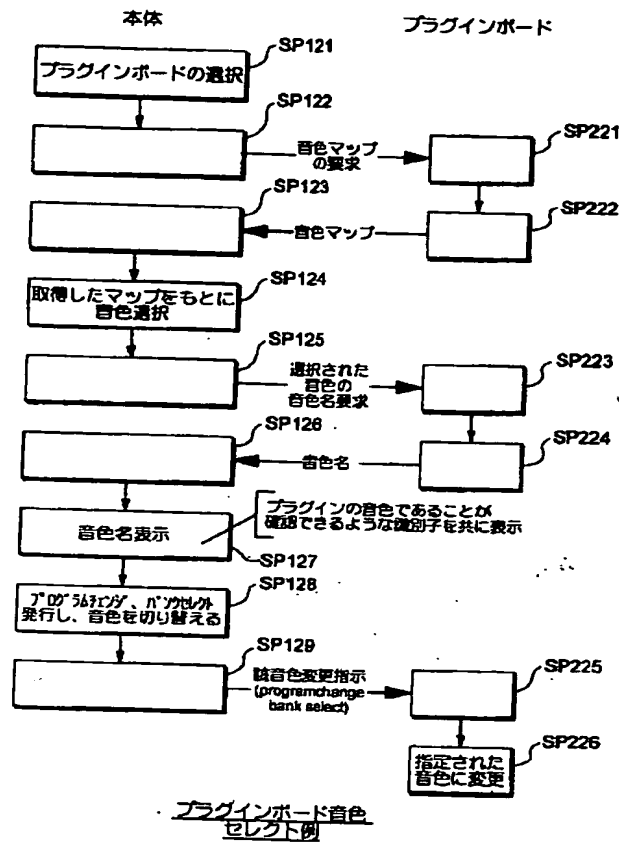 本体
プラグインボード
SP121
プラグインボードの選択
SP122
音色マップ
の要求
SP221
SP123
音色マップ
SP222
SP124
取得したマップをもとに
音色選択
SP125
選択された
音色の
音色名要求
SP223
SP126
音色名
SP224
音色名表示
プラグインの音色であることが
確認できるような識別子を共に表示
SP127
SP128
プログラムチェンジ、バンクセレクト
発行し、音色を切り替える
SP129
該音色変更指示
(programchange
bank select)
SP225
SP226
指定された
音色に変更
プラグインボード音色
セレクト例